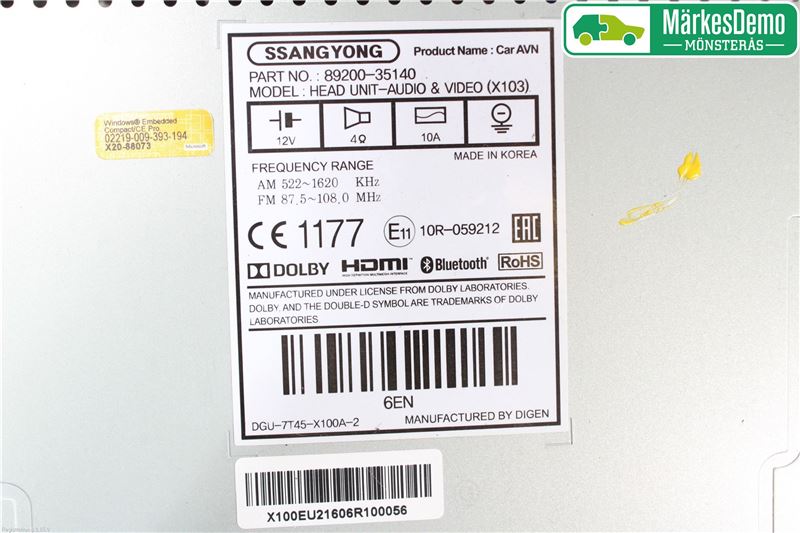 MärkesDemo
MÖNSTERÅS
SSANGYONG Product Name : Car AVN
PART NO. : 89200-35140
MODEL : HEAD UNIT-AUDIO & VIDEO (X103)
12V 4Ω 10A
MADE IN KOREA
FREQUENCY RANGE
AM 522~1620 KHz
FM 87.5~108.0 MHz
CE 1177 E11 10R-059212 EAC
DOLBY HDMI Bluetooth® RoHS
HIGH-DEFINITION MULTIMEDIA INTERFACE
MANUFACTURED UNDER LICENSE FROM DOLBY LABORATORIES.
DOLBY AND THE DOUBLE-D SYMBOL ARE TRADEMARKS OF DOLBY
LABORATORIES
6EN
DGU-7T45-X100A-2 MANUFACTURED BY DIGEN
Windows® Embedded
Compact/CE Pro
02219-009-393-194
X20-88073
Microsoft
X100EU21606R100056